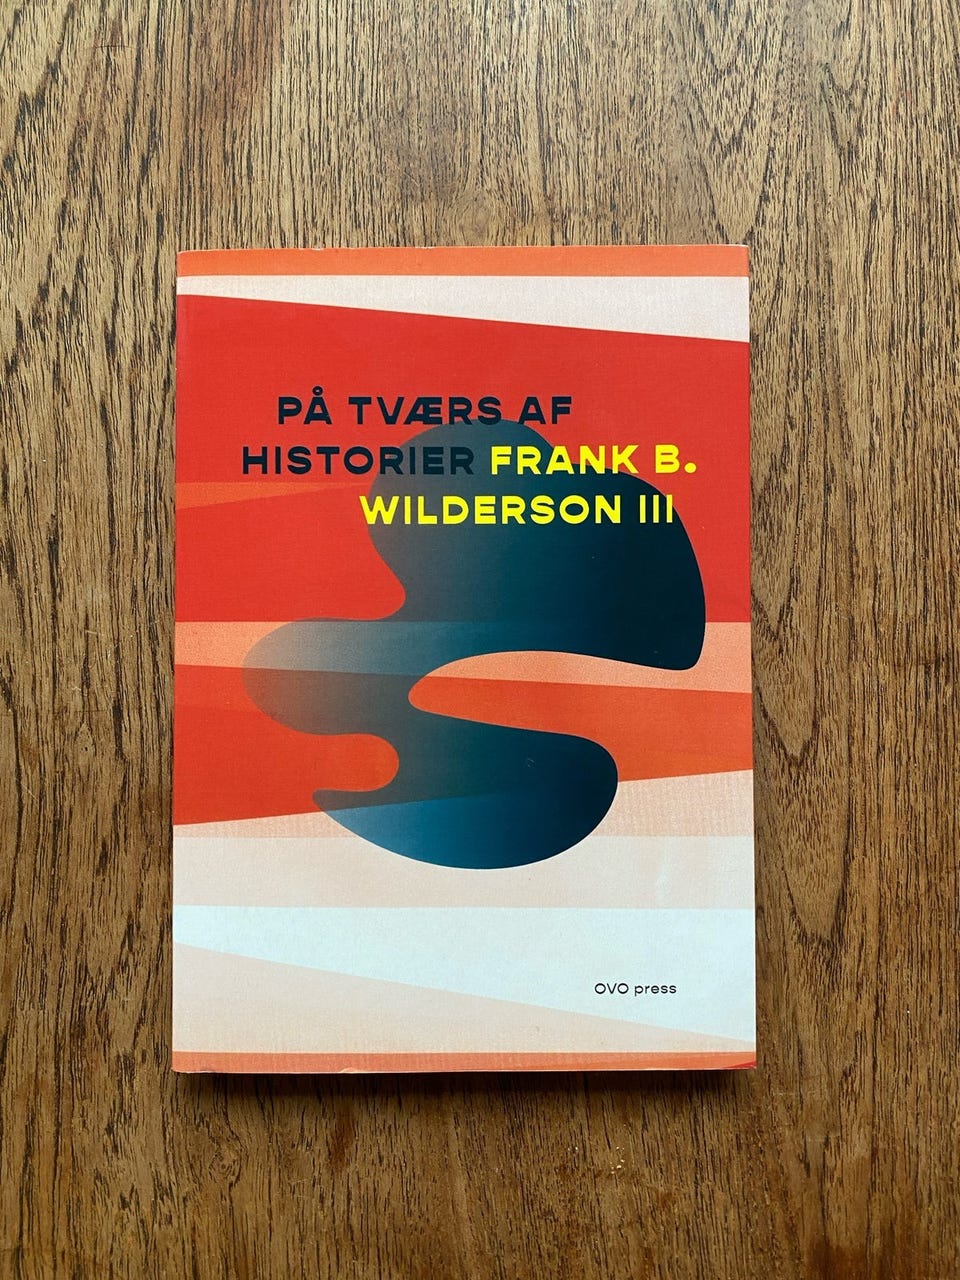 PÅ TVÆRS AF
HISTORIER FRANK B.
WILDERSON III
OVO press